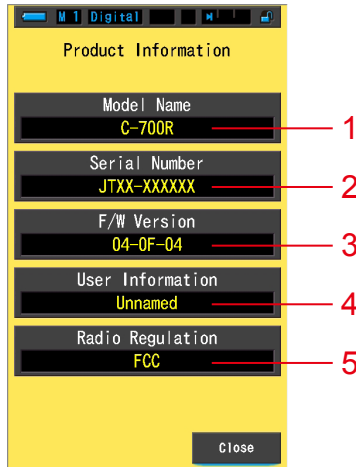 M 1 Digital
Product Information
Model Name
C-700R
1
Serial Number
JTXX-XXXXXX
2
F/W Version
04-0F-04
3
User Information
Unnamed
4
Radio Regulation
FCC
5
Close